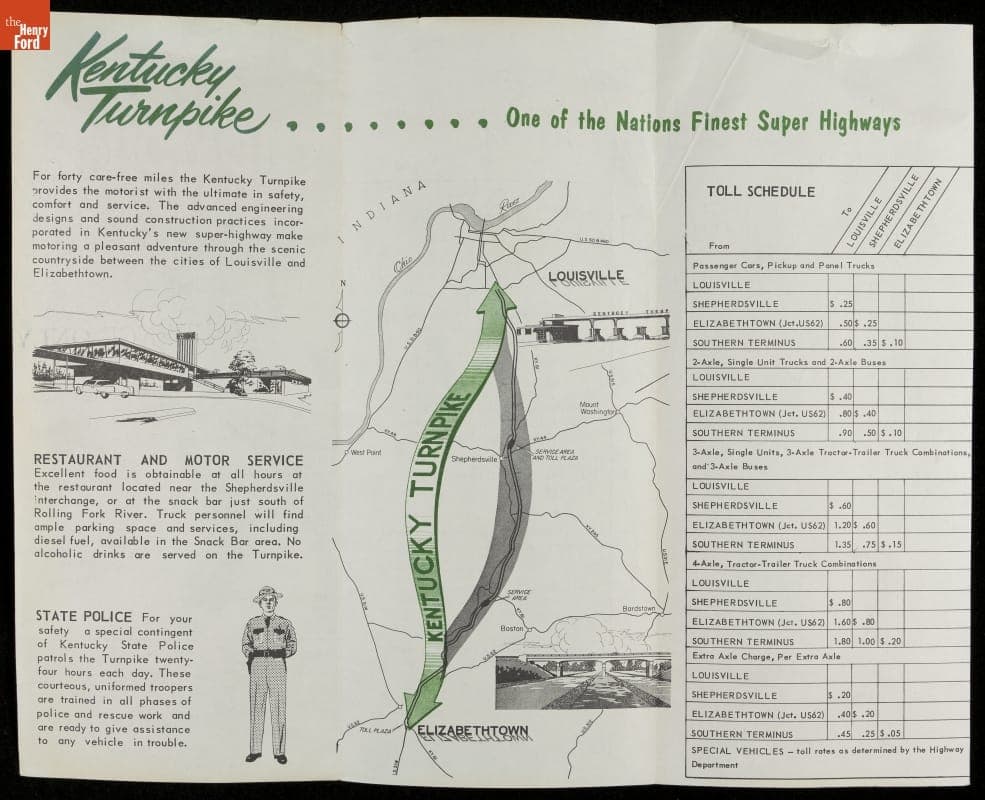 the
Henry
Ford
Kentucky
Turnpike
One of the Nations Finest Super Highways
For forty care-free miles the Kentucky Turnpike
provides the motorist with the ultimate in safety,
comfort and service. The advanced engineering
designs and sound construction practices incor-
porated in Kentucky's new super-highway make
motoring a pleasant adventure through the scenic
countryside between the cities of Louisville and
Elizabethtown.
RESTAURANT AND MOTOR SERVICE
Excellent food is obtainable at all hours at
the restaurant located near the Shepherdsville
Interchange, or at the snack bar just south of
Rolling Fork River. Truck personnel will find
ample parking space and services, including
diesel fuel, available in the Snack Bar area. No
alcoholic drinks are served on the Turnpike.
STATE POLICE For your
safety a special contingent
of Kentucky State Police
patrols the Turnpike twenty-
four hours each day. These
courteous, uniformed troopers
are trained in all phases of
police and rescue work and
are ready to give assistance
to any vehicle in trouble.
INDIANA
Ohio
River
N
LOUISVILLE
KENTUCKY TURNPIKE
West Point
Shepherdsville
Mount
Washington
SERVICE AREA
AND TOLL PLAZA
SERVICE
AREA
Boston
Bardstown
TOLL PLAZA
ELIZABETHTOWN
TOLL SCHEDULE
To
LOUISVILLE
SHEPHERDSVILLE
ELIZABETHTOWN
From
Passenger Cars, Pickup and Panel Trucks
LOUISVILLE
SHEPHERDSVILLE $ .25
ELIZABETHTOWN (Jct. US62) .50 $ .25
SOUTHERN TERMINUS .60 .35 $ .10
2-Axle, Single Unit Trucks and 2-Axle Buses
LOUISVILLE
SHEPHERDSVILLE $ .40
ELIZABETHTOWN (Jct. US62) .80 $ .40
SOUTHERN TERMINUS .90 .50 $ .10
3-Axle, Single Units, 3-Axle Tractor-Trailer Truck Combinations,
and 3-Axle Buses
LOUISVILLE
SHEPHERDSVILLE $ .60
ELIZABETHTOWN (Jct. US62) 1.20 $ .60
SOUTHERN TERMINUS 1.35 .75 $ .15
4-Axle, Tractor-Trailer Truck Combinations
LOUISVILLE
SHEPHERDSVILLE $ .80
ELIZABETHTOWN (Jct. US62) 1.60 $ .80
SOUTHERN TERMINUS 1.80 1.00 $ .20
Extra Axle Charge, Per Extra Axle
LOUISVILLE
SHEPHERDSVILLE $ .20
ELIZABETHTOWN (Jct. US62) .40 $ .20
SOUTHERN TERMINUS .45 .25 $ .05
SPECIAL VEHICLES – toll rates as determined by the Highway
Department